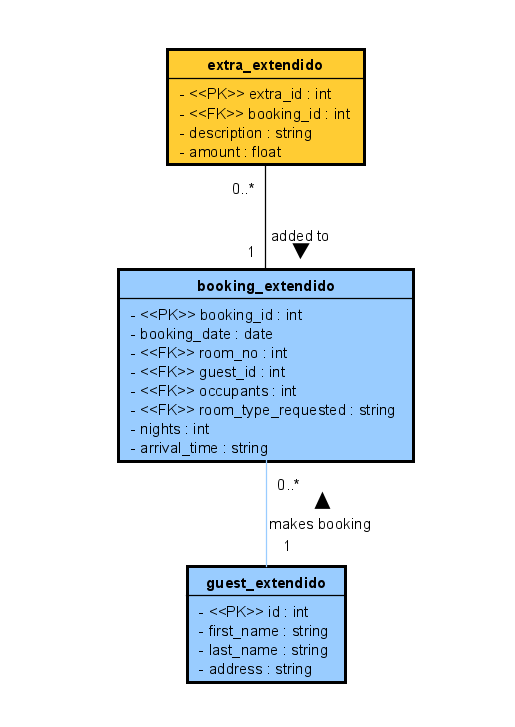 extra_extendido
- <<PK>> extra_id : int
- <<FK>> booking_id : int
- description : string
- amount : float
0..*
added to
1
booking_extendido
- <<PK>> booking_id : int
- booking_date : date
- <<FK>> room_no : int
- <<FK>> guest_id : int
- <<FK>> occupants : int
- <<FK>> room_type_requested : string
- nights : int
- arrival_time : string
0..*
makes booking
1
guest_extendido
- <<PK>> id : int
- first_name : string
- last_name : string
- address : string